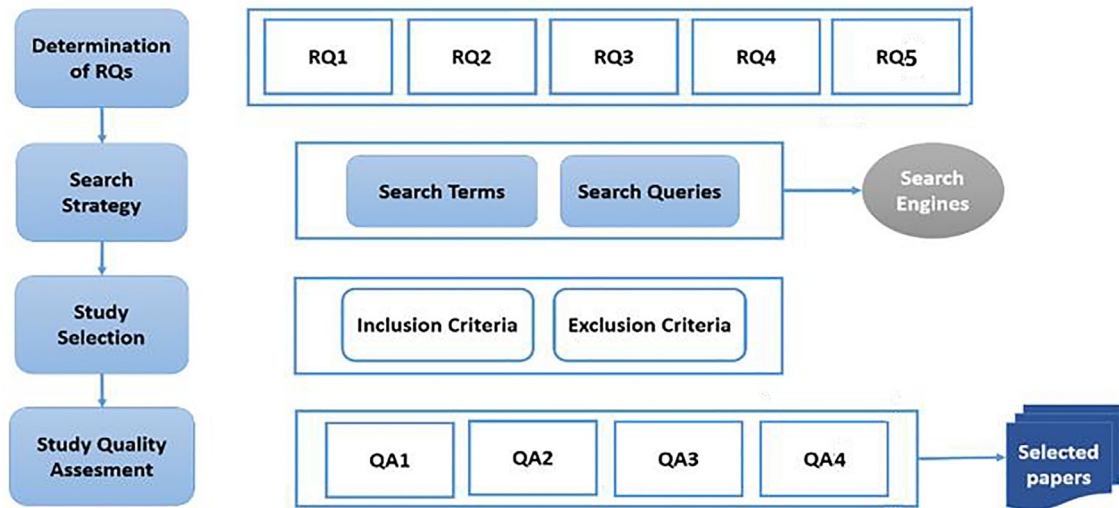 Determination
of RQs
RQ1
RQ2
RQ3
RQ4
RQ5
Search
Strategy
Search Terms
Search Queries
Search
Engines
Study
Selection
Inclusion Criteria
Exclusion Criteria
Study Quality
Assesment
QA1
QA2
QA3
QA4
Selected
papers